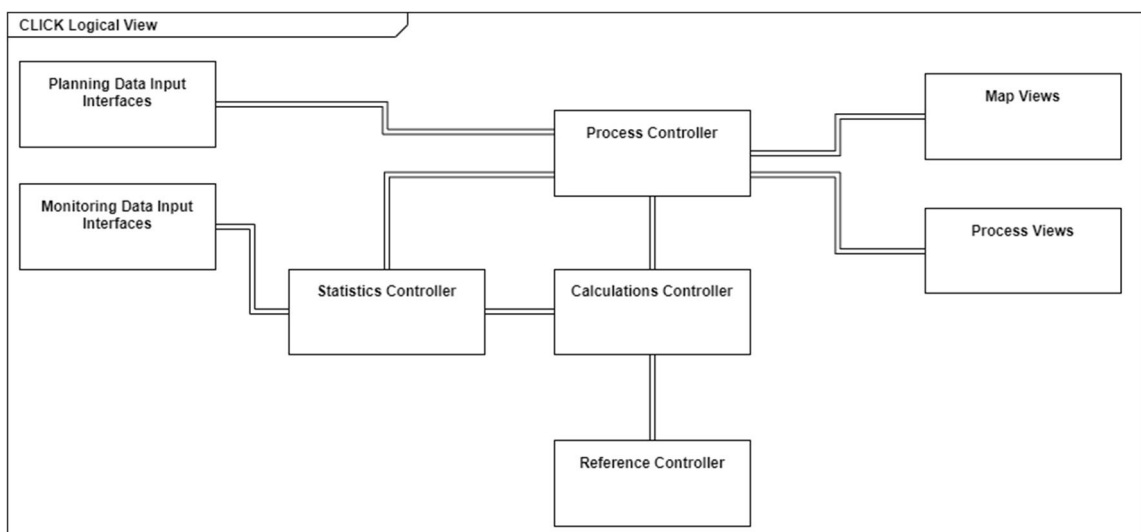 CLICK Logical View
Planning Data Input
Interfaces
Monitoring Data Input
Interfaces
Statistics Controller
Process Controller
Calculations Controller
Reference Controller
Map Views
Process Views